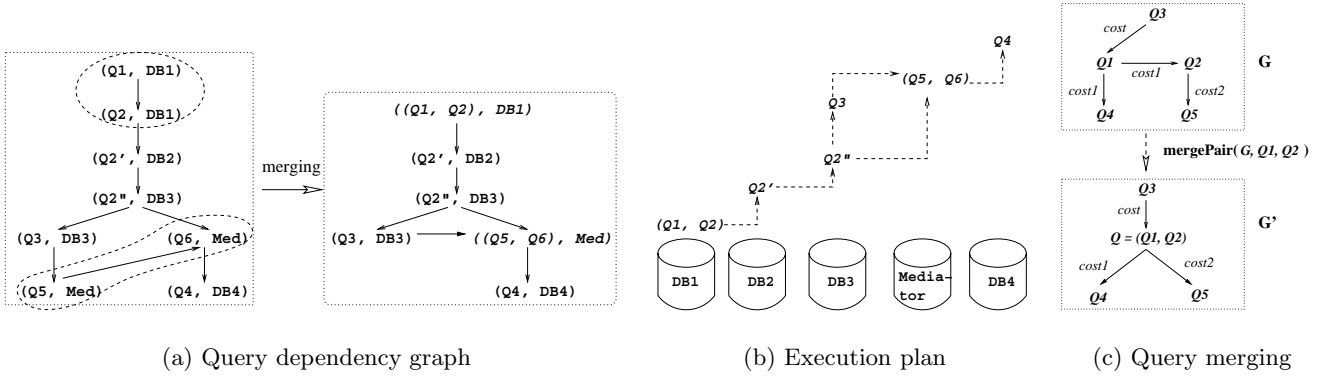 (Q1, DB1)
(Q2, DB1)
(Q2', DB2)
(Q2", DB3)
(Q3, DB3)
(Q6, Med)
(Q5, Med)
(Q4, DB4)
merging
((Q1, Q2), DB1)
(Q2', DB2)
(Q2", DB3)
(Q3, DB3)
((Q5, Q6), Med)
(Q4, DB4)
(a) Query dependency graph
Q4
(Q5, Q6)
Q3
Q2"
Q2'
(Q1, Q2)
DB1
DB2
DB3
Media-
tor
DB4
(b) Execution plan
Q3
cost
Q1
cost1
Q2
G
cost1
cost2
Q4
Q5
mergePair( G, Q1, Q2 )
Q3
cost
G'
Q = (Q1, Q2)
cost1
cost2
Q4
Q5
(c) Query merging